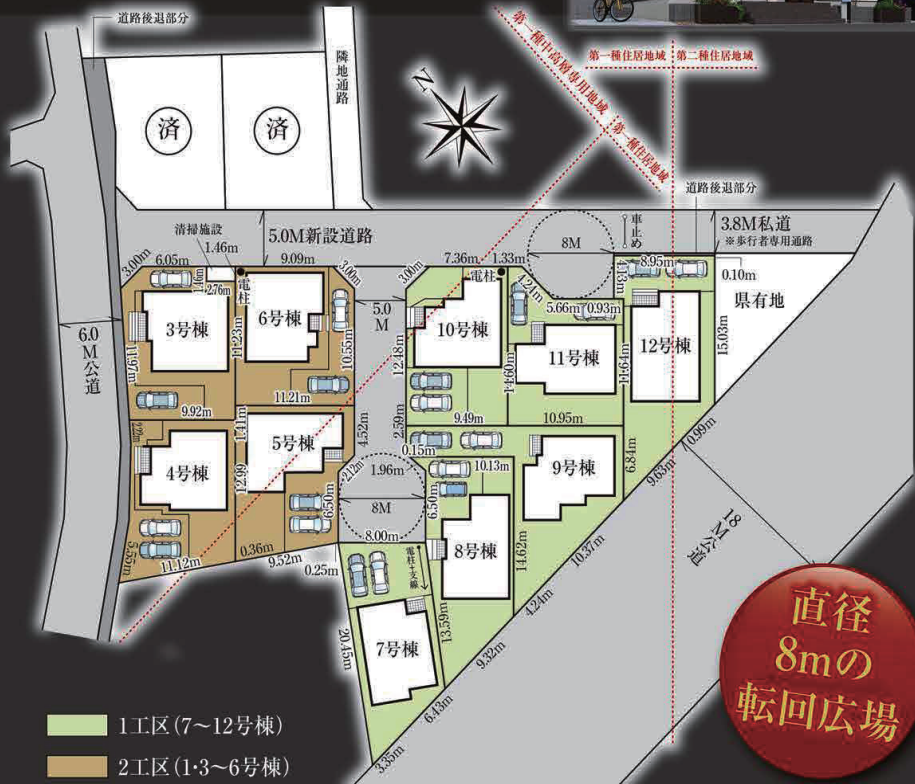 道路後退部分
隣地通路
済
済
N
第一種中高層専用地域
第一種住居地域
第一種住居地域
第二種住居地域
道路後退部分
清掃施設
1.46m
5.0M新設道路
8M
車止め
3.8M私道
※歩行者専用通路
3.00m
6.05m
2.76m
電柱
9.09m
3.00m
3.00m
7.36m
1.33m
電柱
4.24m
5.66m
0.93m
4.13m
8.95m
0.10m
県有地
6.0M公道
3号棟
11.97m
11.23m
6号棟
10.55m
5.0M
12.48m
10号棟
14.60m
11号棟
11.64m
12号棟
15.03m
9.92m
11.21m
9.49m
10.95m
1.41m
4.52m
2.59m
4号棟
12.99
5号棟
2.12m
1.96m
0.15m
10.13m
9号棟
6.84m
9.63m
10.99m
6.50m
8M
6.50m
8.00m
8号棟
14.62m
10.37m
18M公道
5.55m
11.12m
0.36m
9.52m
0.25m
電柱+支線
4.24m
20.45m
7号棟
13.59m
9.32m
6.43m
3.35m
直径
8mの
転回広場
1工区(7〜12号棟)
2工区(1・3〜6号棟)